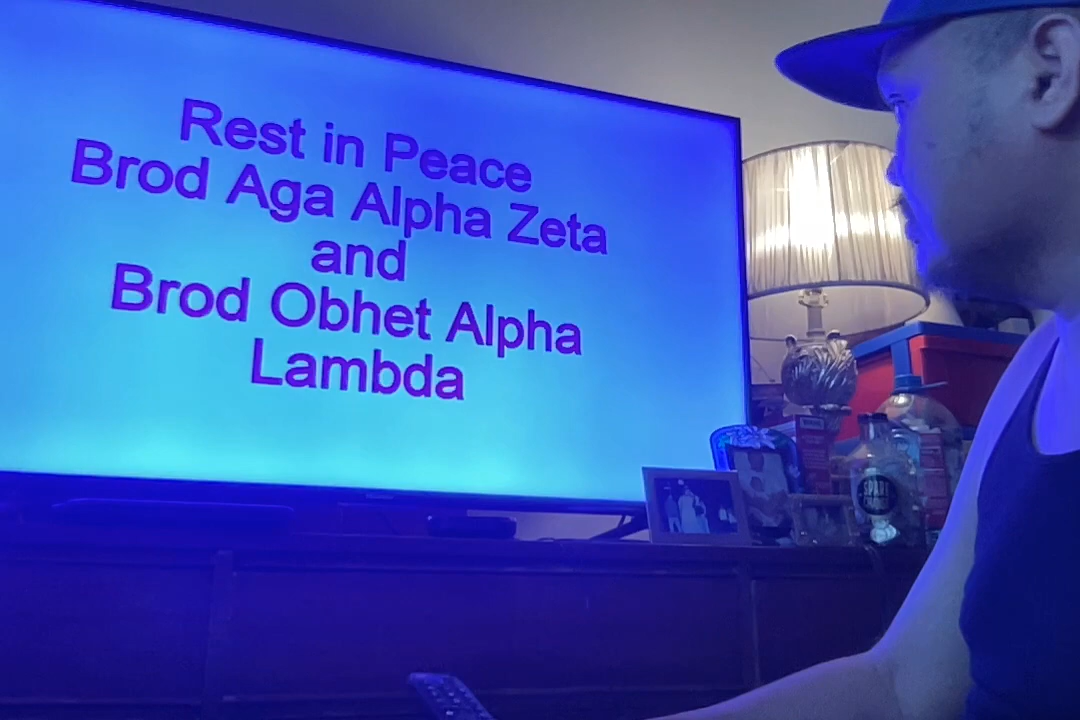 Rest in Peace
Brod Aga Alpha Zeta
and
Brod Obhet Alpha
Lambda